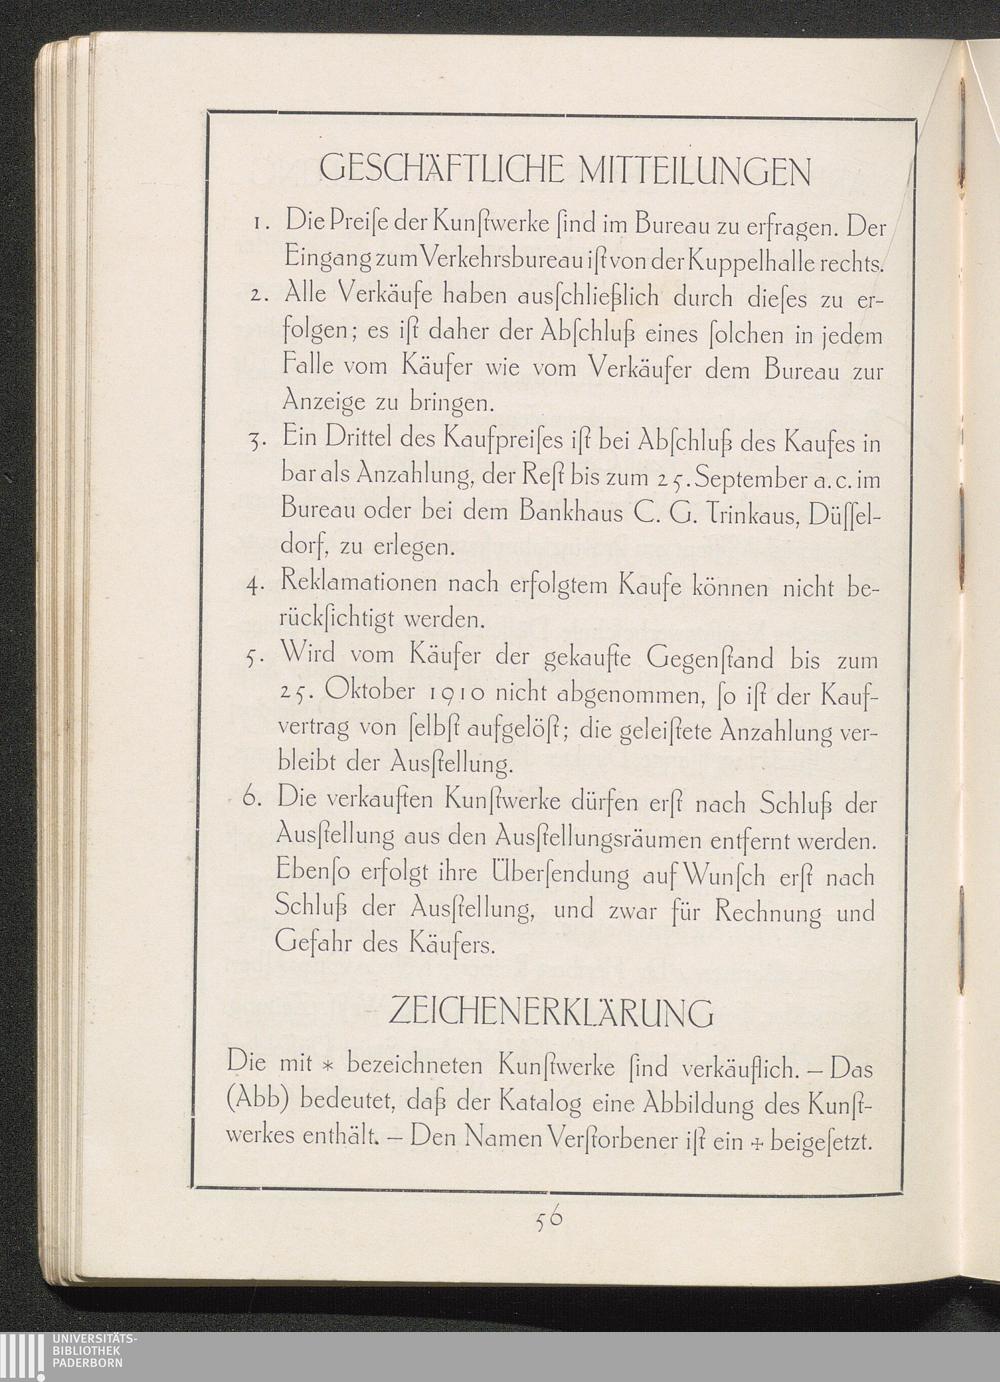 GESCHÄFTLICHE MITTEILUNGEN
1. Die Preiſe der Kunſtwerke ſind im Bureau zu erfragen. Der
Eingang zum Verkehrsbureau iſt von der Kuppelhalle rechts.
2. Alle Verkäufe haben ausſchließlich durch dieſes zu er-
folgen; es iſt daher der Abſchluß eines ſolchen in jedem
Falle vom Käufer wie vom Verkäufer dem Bureau zur
Anzeige zu bringen.
3. Ein Drittel des Kaufpreiſes iſt bei Abſchluß des Kaufes in
bar als Anzahlung, der Reſt bis zum 25. September a. c. im
Bureau oder bei dem Bankhaus C. G. Trinkaus, Düſſel-
dorf, zu erlegen.
4. Reklamationen nach erfolgtem Kaufe können nicht be-
rückſichtigt werden.
5. Wird vom Käufer der gekaufte Gegenſtand bis zum
25. Oktober 1910 nicht abgenommen, ſo iſt der Kauf-
vertrag von ſelbſt aufgelöſt; die geleiſtete Anzahlung ver-
bleibt der Ausſtellung.
6. Die verkauften Kunſtwerke dürfen erſt nach Schluß der
Ausſtellung aus den Ausſtellungsräumen entfernt werden.
Ebenſo erfolgt ihre Überſendung auf Wunſch erſt nach
Schluß der Ausſtellung, und zwar für Rechnung und
Gefahr des Käufers.
ZEICHENERKLÄRUNG
Die mit * bezeichneten Kunſtwerke ſind verkäuflich. — Das
(Abb) bedeutet, daß der Katalog eine Abbildung des Kunſt-
werkes enthält. — Den Namen Verſtorbener iſt ein + beigeſetzt.
56
UNIVERSITÄTS-
BIBLIOTHEK
PADERBORN